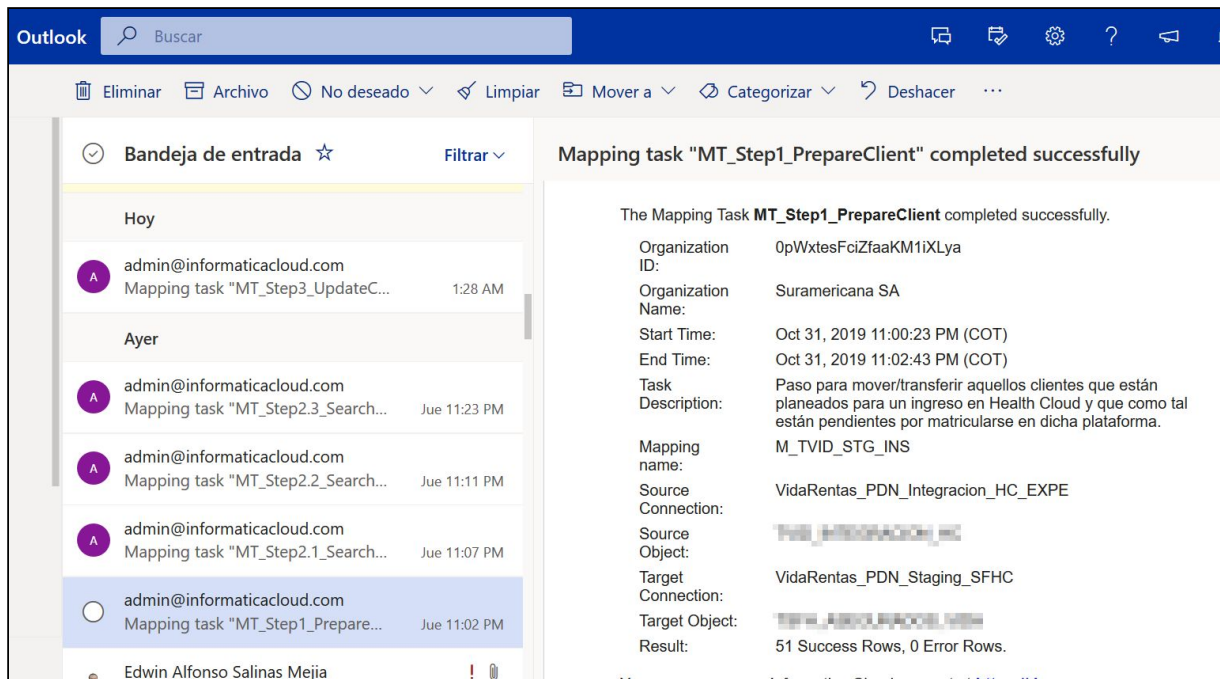 Outlook
Buscar
Eliminar Archivo No deseado Limpiar Mover a Categorizar Deshacer ...
Bandeja de entrada
Filtrar
Hoy
admin@informaticacloud.com
Mapping task "MT_Step3_UpdateC... 1:28 AM
Ayer
admin@informaticacloud.com
Mapping task "MT_Step2.3_Search... Jue 11:23 PM
admin@informaticacloud.com
Mapping task "MT_Step2.2_Search... Jue 11:11 PM
admin@informaticacloud.com
Mapping task "MT_Step2.1_Search... Jue 11:07 PM
admin@informaticacloud.com
Mapping task "MT_Step1_Prepare... Jue 11:02 PM
Edwin Alfonso Salinas Mejia
Mapping task "MT_Step1_PrepareClient" completed successfully
The Mapping Task MT_Step1_PrepareClient completed successfully.
Organization ID: 0pWxtesFciZfaaKM1iXLya
Organization Name: Suramericana SA
Start Time: Oct 31, 2019 11:00:23 PM (COT)
End Time: Oct 31, 2019 11:02:43 PM (COT)
Task Description: Paso para mover/transferir aquellos clientes que están
planeados para un ingreso en Health Cloud y que como tal
están pendientes por matricularse en dicha plataforma.
Mapping name: M_TVID_STG_INS
Source Connection: VidaRentas_PDN_Integracion_HC_EXPE
Source Object:
Target Connection: VidaRentas_PDN_Staging_SFHC
Target Object:
Result: 51 Success Rows, 0 Error Rows.